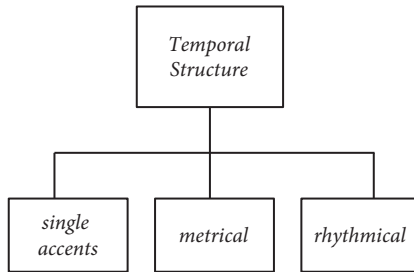 Temporal
Structure
single
accents
metrical
rhythmical